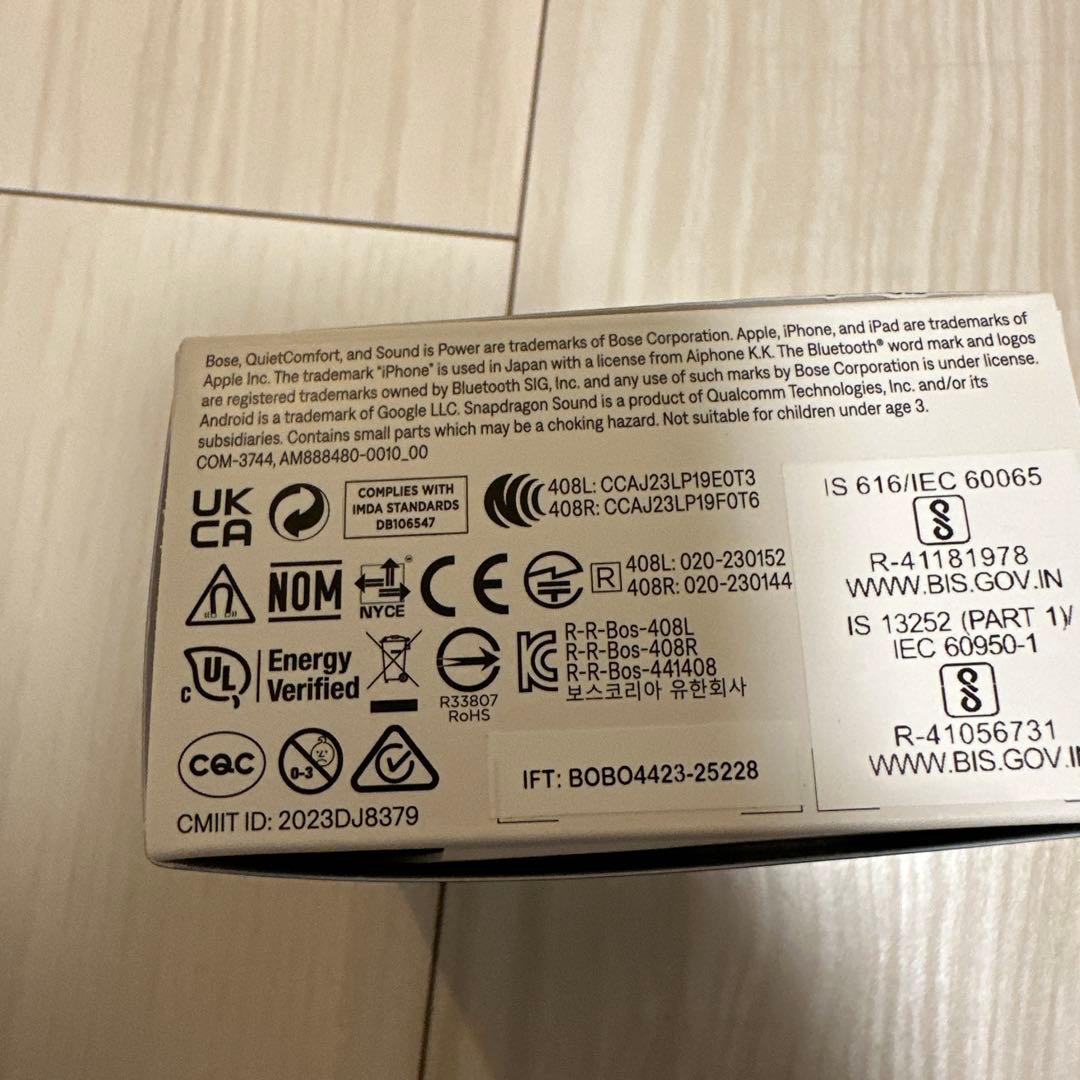 Bose, QuietComfort, and Sound is Power are trademarks of Bose Corporation. Apple, iPhone, and iPad are trademarks of
Apple Inc. The trademark "iPhone" is used in Japan with a license from Aiphone K.K. The Bluetooth® word mark and logos
are registered trademarks owned by Bluetooth SIG, Inc. and any use of such marks by Bose Corporation is under license.
Android is a trademark of Google LLC. Snapdragon Sound is a product of Qualcomm Technologies, Inc. and/or its
subsidiaries. Contains small parts which may be a choking hazard. Not suitable for children under age 3.
COM-3744, AM888480-0010_00
UK
CA
COMPLIES WITH
IMDA STANDARDS
DB106547
408L: CCAJ23LP19E0T3
408R: CCAJ23LP19F0T6
NOM
NYCE
CE
R
408L: 020-230152
408R: 020-230144
c UL
Energy
Verified
R33807
RoHS
R-R-Bos-408L
R-R-Bos-408R
R-R-Bos-441408
보스코리아 유한회사
CQC
0-3
CMIIT ID: 2023DJ8379
IFT: BOBO4423-25228
IS 616/IEC 60065
R-41181978
WWW.BIS.GOV.IN
IS 13252 (PART 1)/
IEC 60950-1
R-41056731
WWW.BIS.GOV.IN